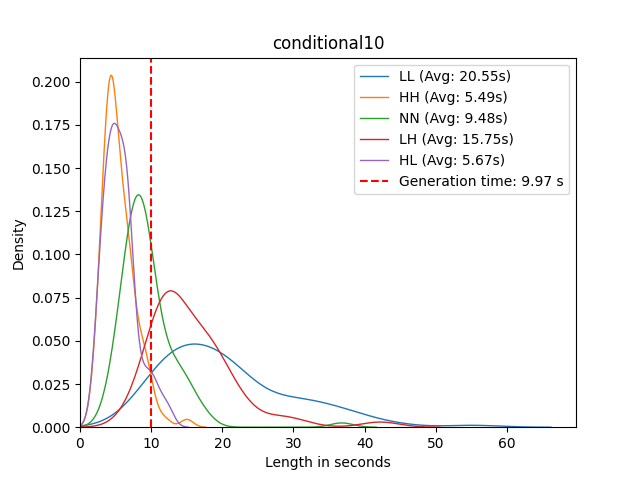 conditional10
LL (Avg: 20.55s)
HH (Avg: 5.49s)
NN (Avg: 9.48s)
LH (Avg: 15.75s)
HL (Avg: 5.67s)
Generation time: 9.97 s
Density
0.200
0.175
0.150
0.125
0.100
0.075
0.050
0.025
0.000
0 10 20 30 40 50 60
Length in seconds